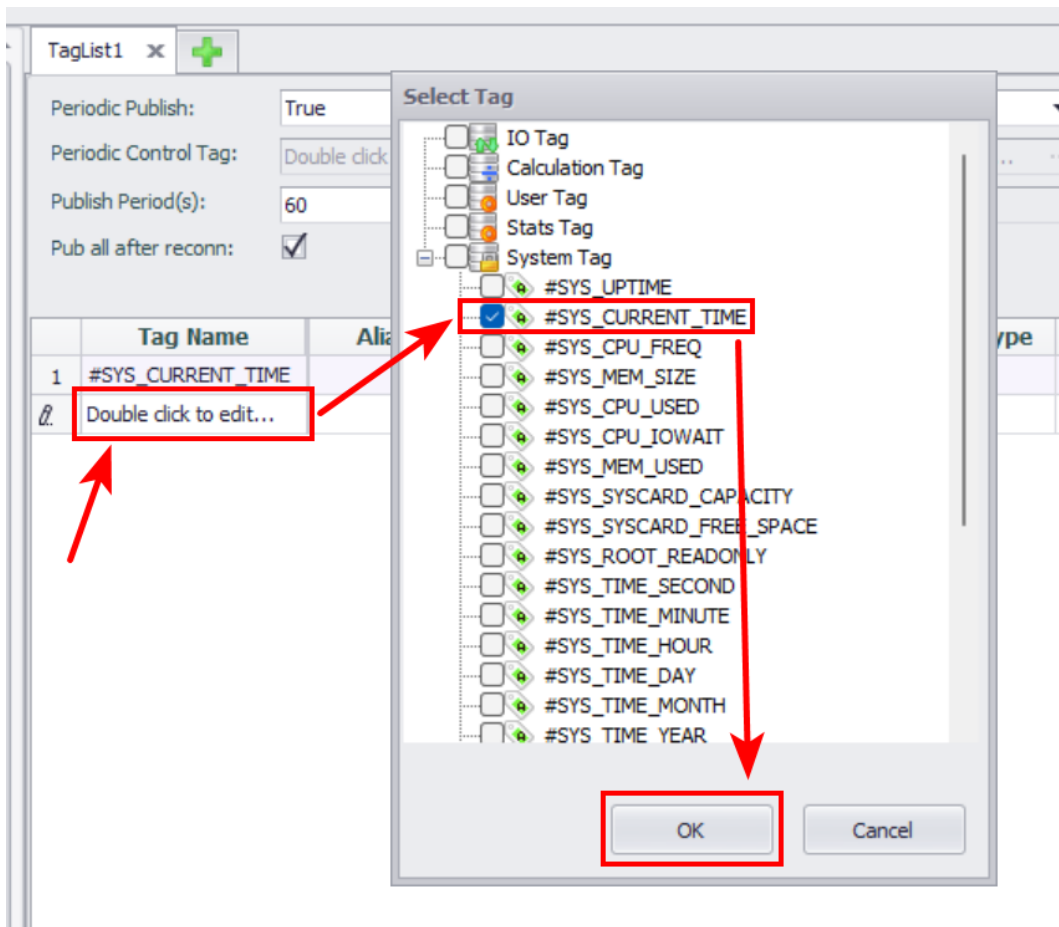 TagList1
Periodic Publish: True
Periodic Control Tag: Double click
Publish Period(s): 60
Pub all after reconn:
Tag Name
1 #SYS_CURRENT_TIME
Double click to edit...
Select Tag
IO Tag
Calculation Tag
User Tag
Stats Tag
System Tag
#SYS_UPTIME
#SYS_CURRENT_TIME
#SYS_CPU_FREQ
#SYS_MEM_SIZE
#SYS_CPU_USED
#SYS_CPU_IOWAIT
#SYS_MEM_USED
#SYS_SYSCARD_CAPACITY
#SYS_SYSCARD_FREE_SPACE
#SYS_ROOT_READONLY
#SYS_TIME_SECOND
#SYS_TIME_MINUTE
#SYS_TIME_HOUR
#SYS_TIME_DAY
#SYS_TIME_MONTH
#SYS_TIME_YEAR
OK Cancel